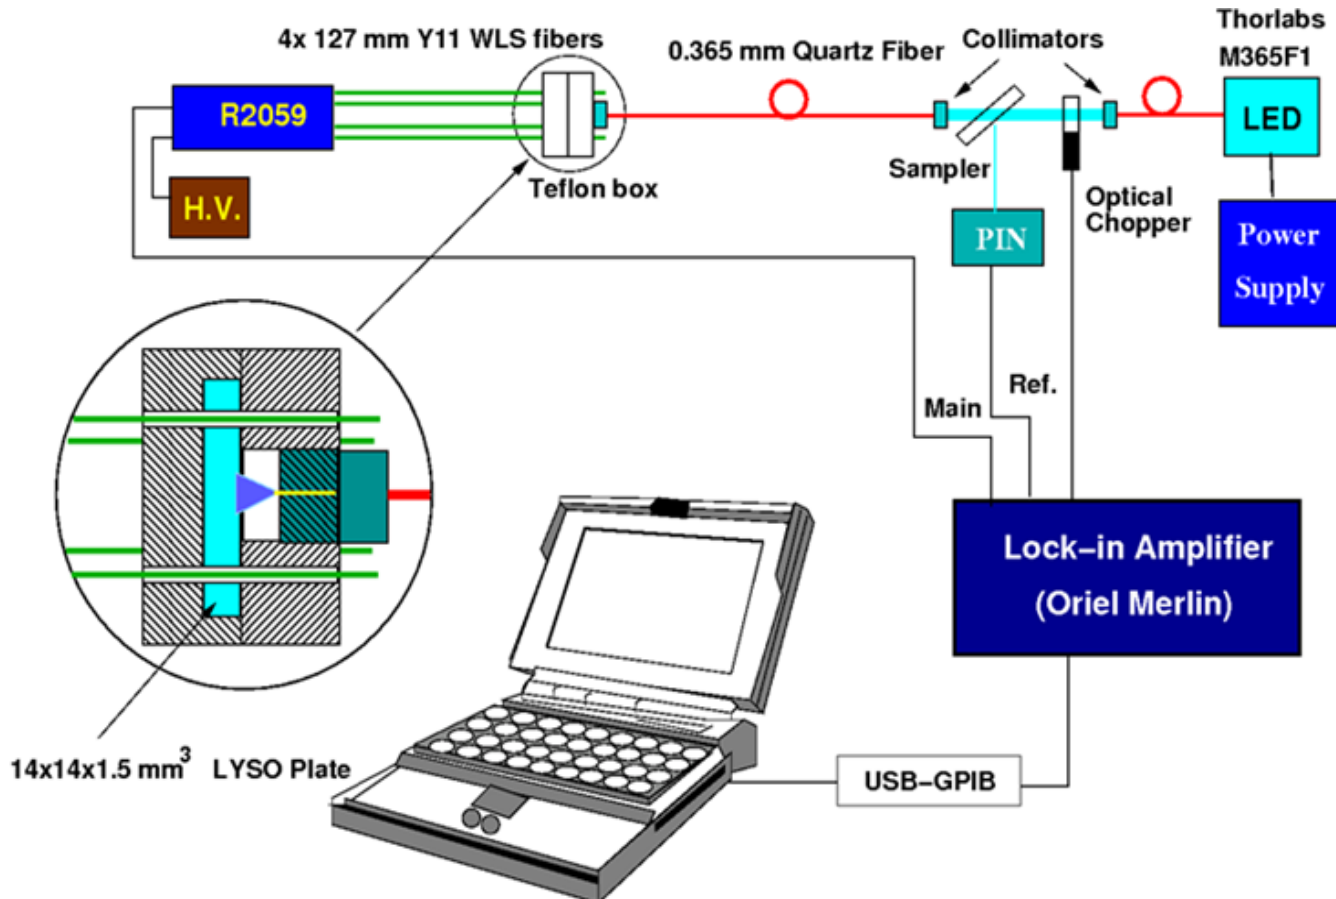 Thorlabs
M365F1
4x 127 mm Y11 WLS fibers
0.365 mm Quartz Fiber
Collimators
R2059
LED
Sampler
Teflon box
H.V.
Optical
Chopper
PIN
Power
Supply
Ref.
Main
Lock-in Amplifier
(Oriel Merlin)
14x14x1.5 mm³ LYSO Plate
USB-GPIB